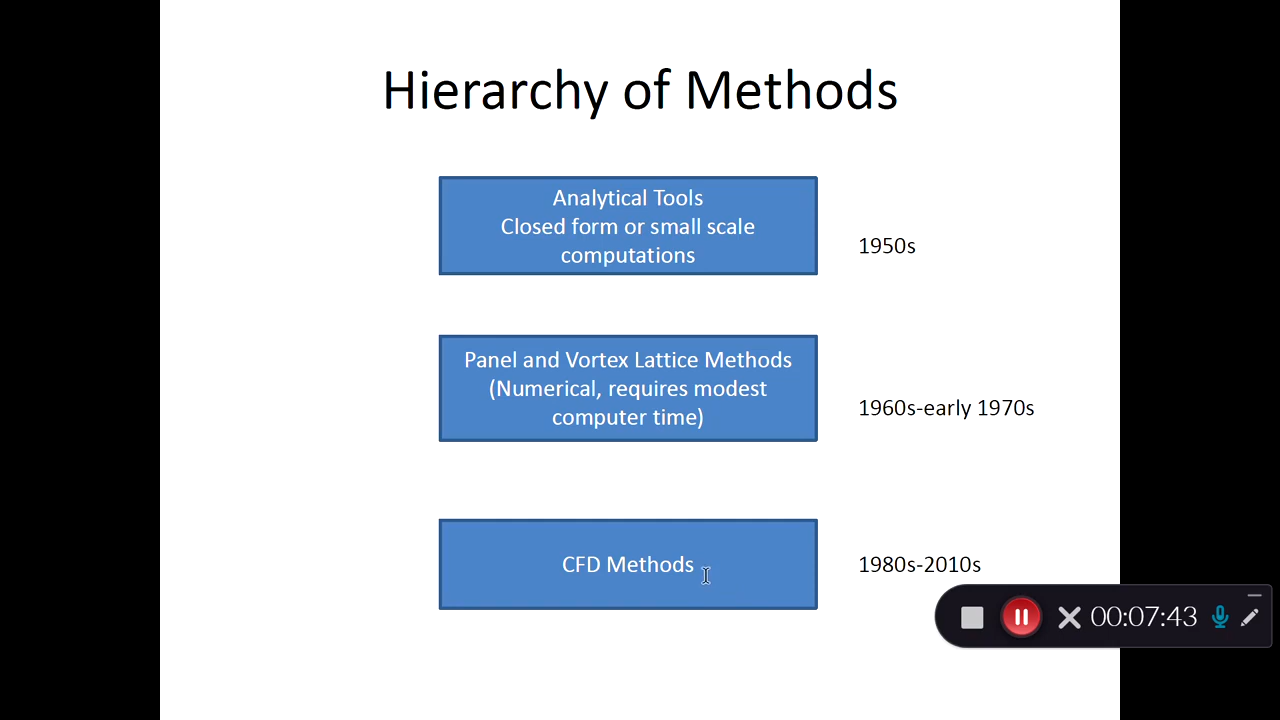 Hierarchy of Methods
Analytical Tools
Closed form or small scale
computations
1950s
Panel and Vortex Lattice Methods
(Numerical, requires modest
computer time)
1960s-early 1970s
CFD Methods
1980s-2010s
00:07:43